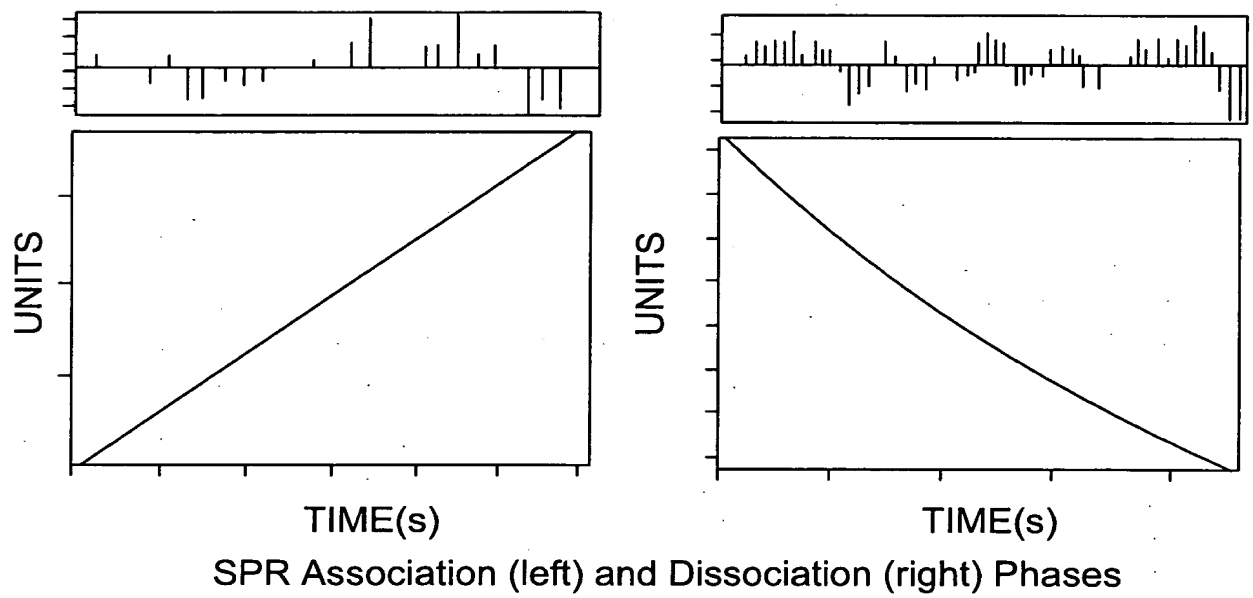 UNITS
UNITS
TIME(s)
TIME(s)
SPR Association (left) and Dissociation (right) Phases